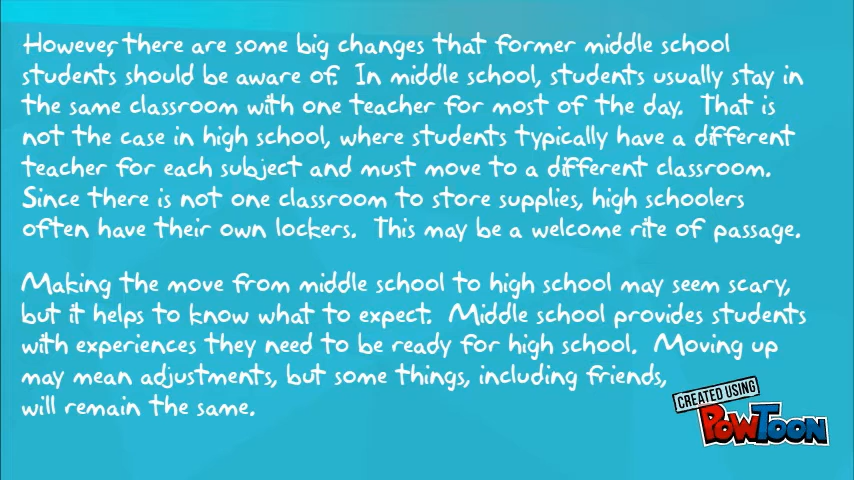 However, there are some big changes that former middle school
students should be aware of. In middle school, students usually stay in
the same classroom with one teacher for most of the day. That is
not the case in high school, where students typically have a different
teacher for each subject and must move to a different classroom.
Since there is not one classroom to store supplies, high schoolers
often have their own lockers. This may be a welcome rite of passage.
Making the move from middle school to high school may seem scary,
but it helps to know what to expect. Middle school provides students
with experiences they need to be ready for high school. Moving up
may mean adjustments, but some things, including friends,
will remain the same.
CREATED USING
POWTOON